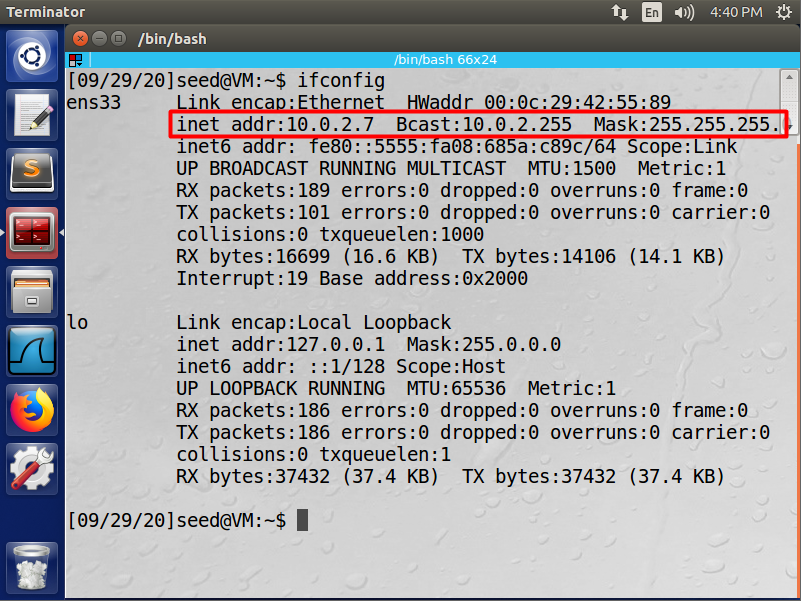 Terminator
En
4:40 PM
/bin/bash
/bin/bash 66x24
[09/29/20]seed@VM:~$ ifconfig
ens33     Link encap:Ethernet  HWaddr 00:0c:29:42:55:89
inet addr:10.0.2.7  Bcast:10.0.2.255  Mask:255.255.255.
inet6 addr: fe80::5555:fa08:685a:c89c/64 Scope:Link
UP BROADCAST RUNNING MULTICAST  MTU:1500  Metric:1
RX packets:189 errors:0 dropped:0 overruns:0 frame:0
TX packets:101 errors:0 dropped:0 overruns:0 carrier:0
collisions:0 txqueuelen:1000
RX bytes:16699 (16.6 KB)  TX bytes:14106 (14.1 KB)
Interrupt:19 Base address:0x2000
lo        Link encap:Local Loopback
inet addr:127.0.0.1  Mask:255.0.0.0
inet6 addr: ::1/128 Scope:Host
UP LOOPBACK RUNNING  MTU:65536  Metric:1
RX packets:186 errors:0 dropped:0 overruns:0 frame:0
TX packets:186 errors:0 dropped:0 overruns:0 carrier:0
collisions:0 txqueuelen:1
RX bytes:37432 (37.4 KB)  TX bytes:37432 (37.4 KB)
[09/29/20]seed@VM:~$